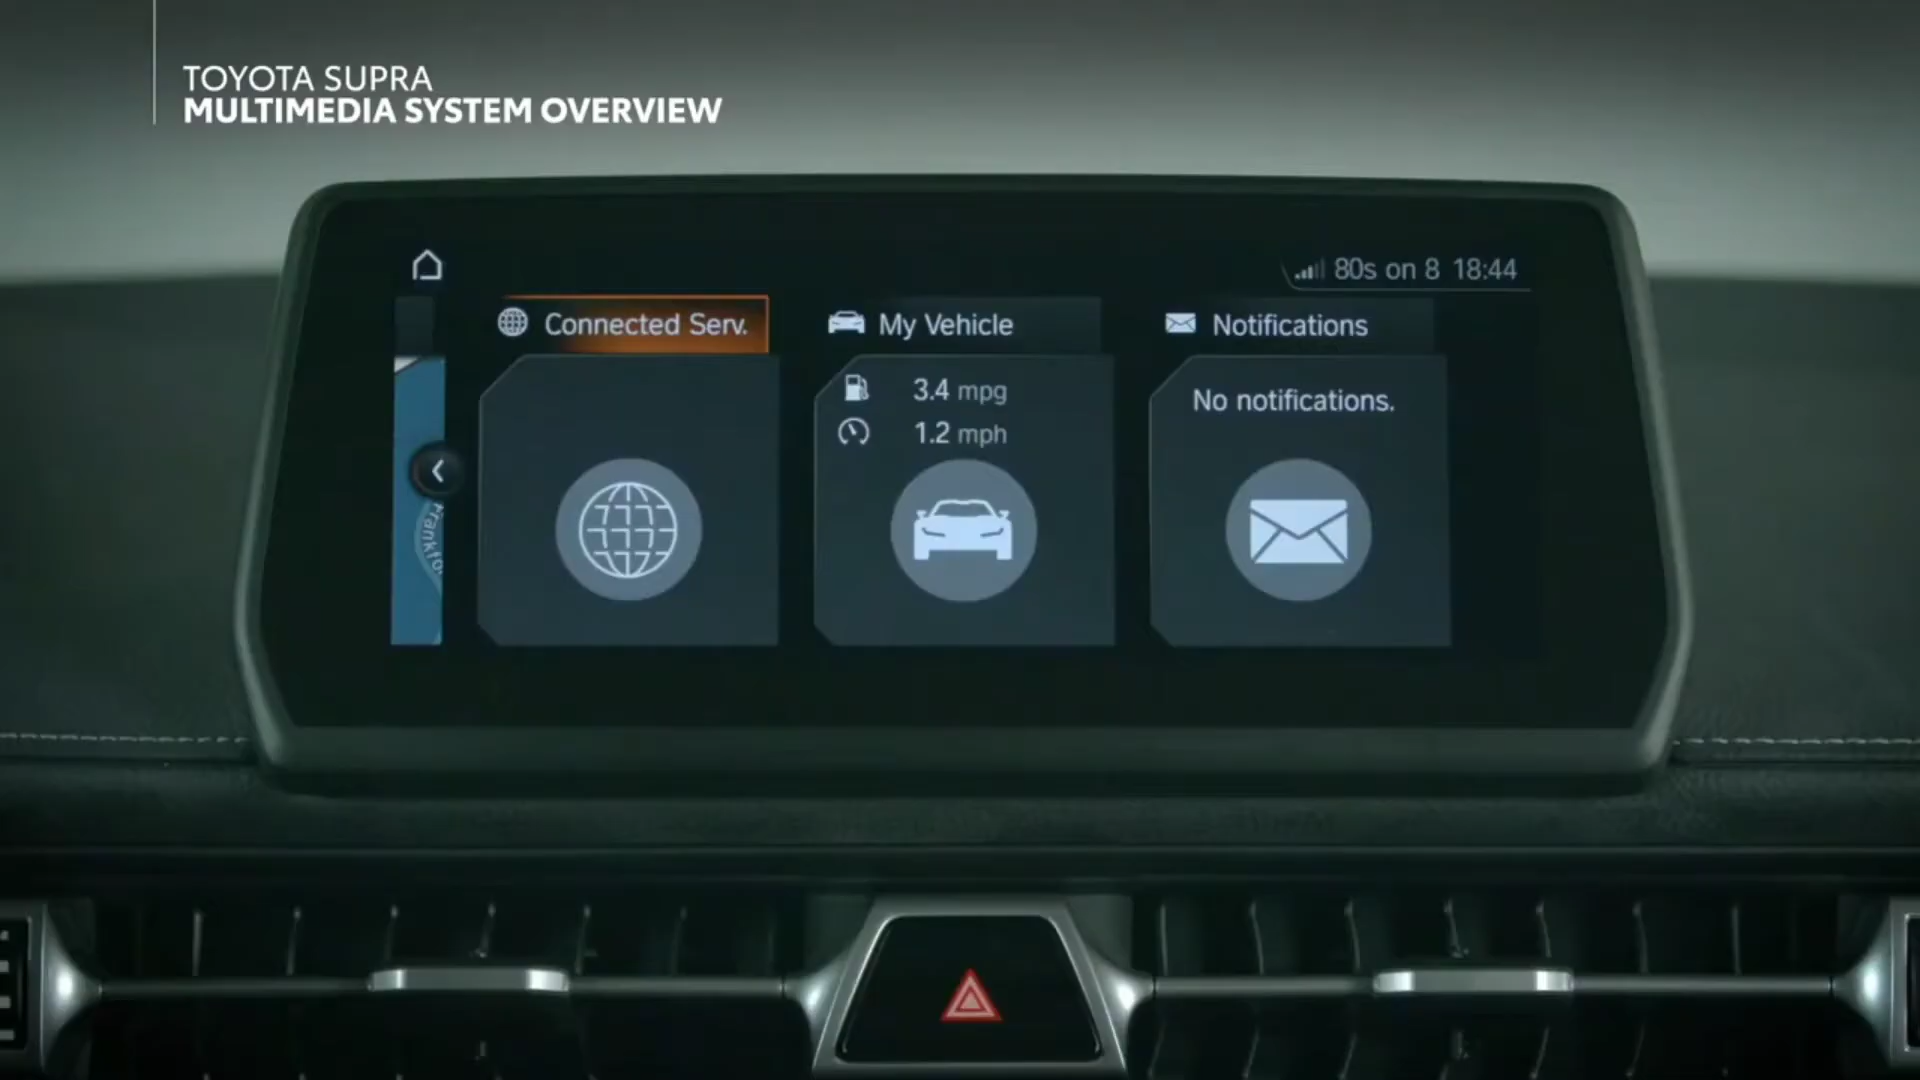 TOYOTA SUPRA
MULTIMEDIA SYSTEM OVERVIEW
80s on 8 18:44
Connected Serv.
My Vehicle
Notifications
3.4 mpg
1.2 mph
No notifications.